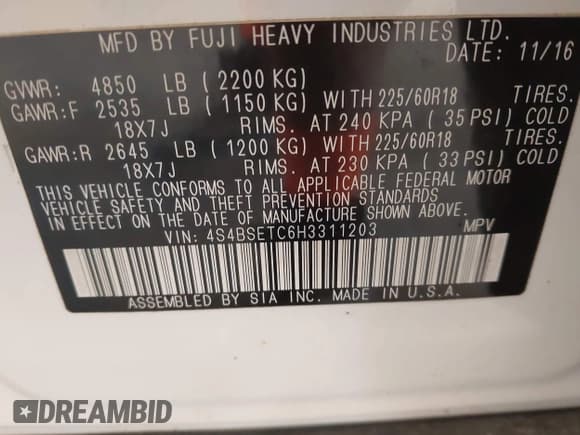 MFD BY FUJI HEAVY INDUSTRIES LTD.
DATE: 11/16
GVWR: 4850 LB (2200 KG)
GAWR:F 2535 LB (1150 KG) WITH 225/60R18 TIRES.
18X7J RIMS. AT 240 KPA (35 PSI) COLD
GAWR:R 2645 LB (1200 KG) WITH 225/60R18 TIRES.
18X7J RIMS. AT 230 KPA (33 PSI) COLD
THIS VEHICLE CONFORMS TO ALL APPLICABLE FEDERAL MOTOR
VEHICLE SAFETY AND THEFT PREVENTION STANDARDS
IN EFFECT ON THE DATE OF MANUFACTURE SHOWN ABOVE.
VIN: 4S4BSETC6H3311203 MPV
ASSEMBLED BY SIA INC. MADE IN U.S.A.
DREAMBID